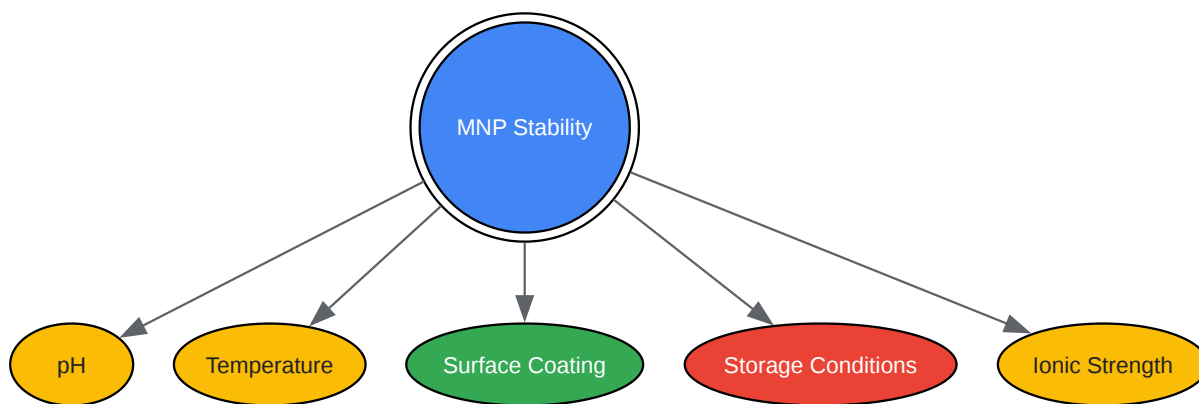 MNP Stability
pH
Temperature
Surface Coating
Storage Conditions
Ionic Strength